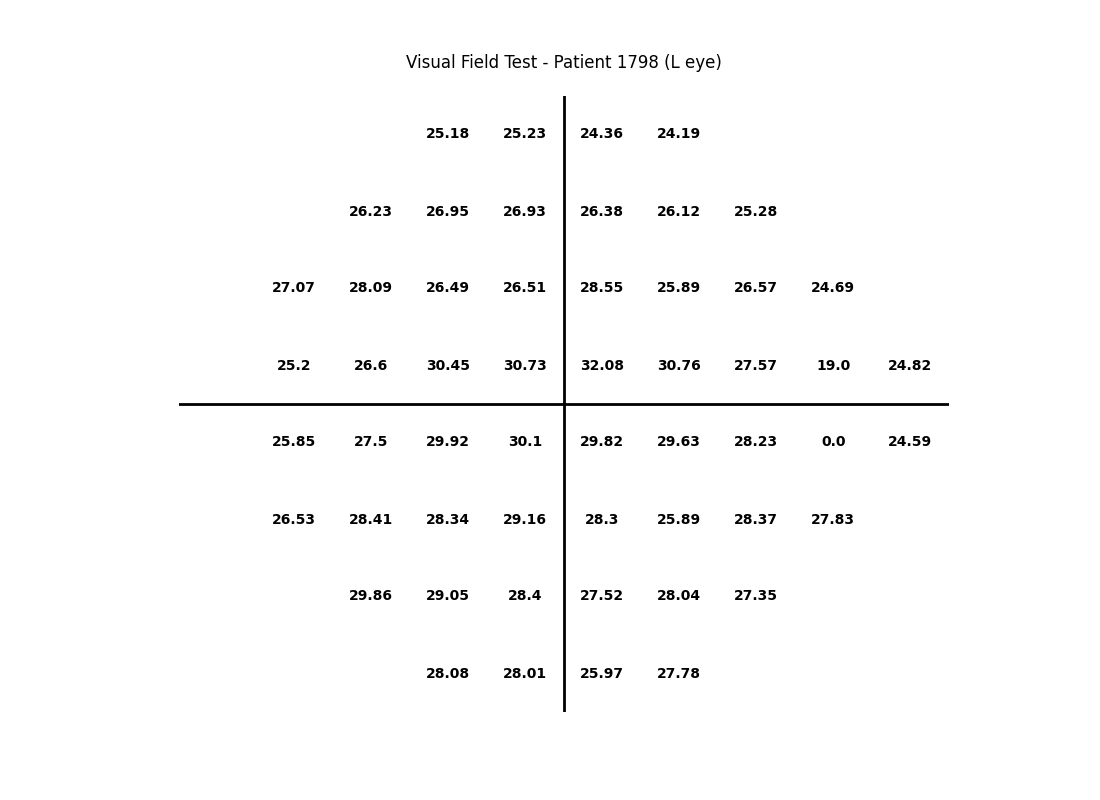 Visual Field Test - Patient 1798 (L eye)
25.18 25.23 24.36 24.19
26.23 26.95 26.93 26.38 26.12 25.28
27.07 28.09 26.49 26.51 28.55 25.89 26.57 24.69
25.2 26.6 30.45 30.73 32.08 30.76 27.57 19.0 24.82
25.85 27.5 29.92 30.1 29.82 29.63 28.23 0.0 24.59
26.53 28.41 28.34 29.16 28.3 25.89 28.37 27.83
29.86 29.05 28.4 27.52 28.04 27.35
28.08 28.01 25.97 27.78